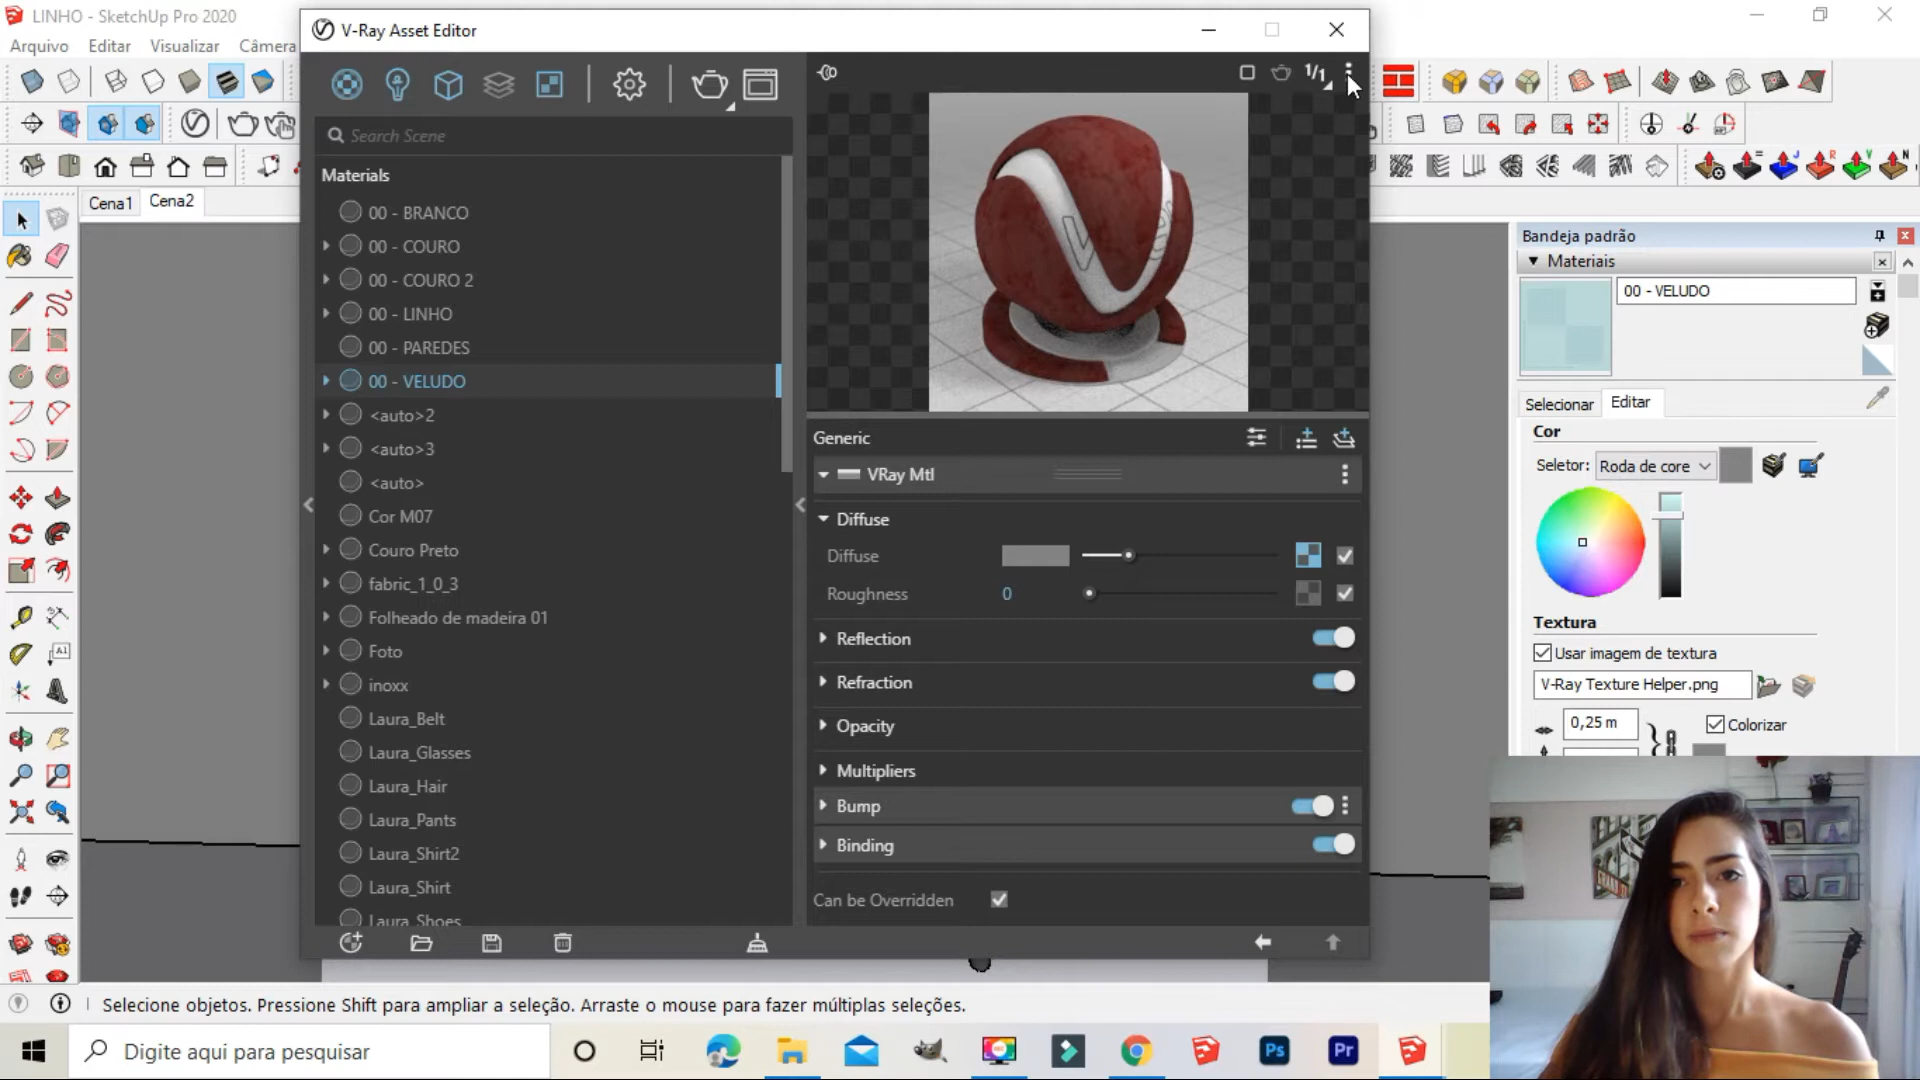 LINHO - SketchUp Pro 2020
Arquivo Editar Visualizar Câmera
V-Ray Asset Editor
1/1
Search Scene
Cena1 Cena2
Materials
00 - BRANCO
00 - COURO
00 - COURO 2
00 - LINHO
00 - PAREDES
00 - VELUDO
<auto>2
<auto>3
<auto>
Cor M07
Couro Preto
fabric_1_0_3
Folheado de madeira 01
Foto
inoxx
Laura_Belt
Laura_Glasses
Laura_Hair
Laura_Pants
Laura_Shirt2
Laura_Shirt
Laura_Shoes
Generic
VRay Mtl
Diffuse
Diffuse
Roughness 0
Reflection
Refraction
Opacity
Multipliers
Bump
Binding
Can be Overridden
Bandeja padrão
Materiais
00 - VELUDO
Selecionar Editar
Cor
Seletor: Roda de core
Textura
Usar imagem de textura
V-Ray Texture Helper.png
0,25 m Colorizar
Selecione objetos. Pressione Shift para ampliar a seleção. Arraste o mouse para fazer múltiplas seleções.
Digite aqui para pesquisar
Ps
Pr